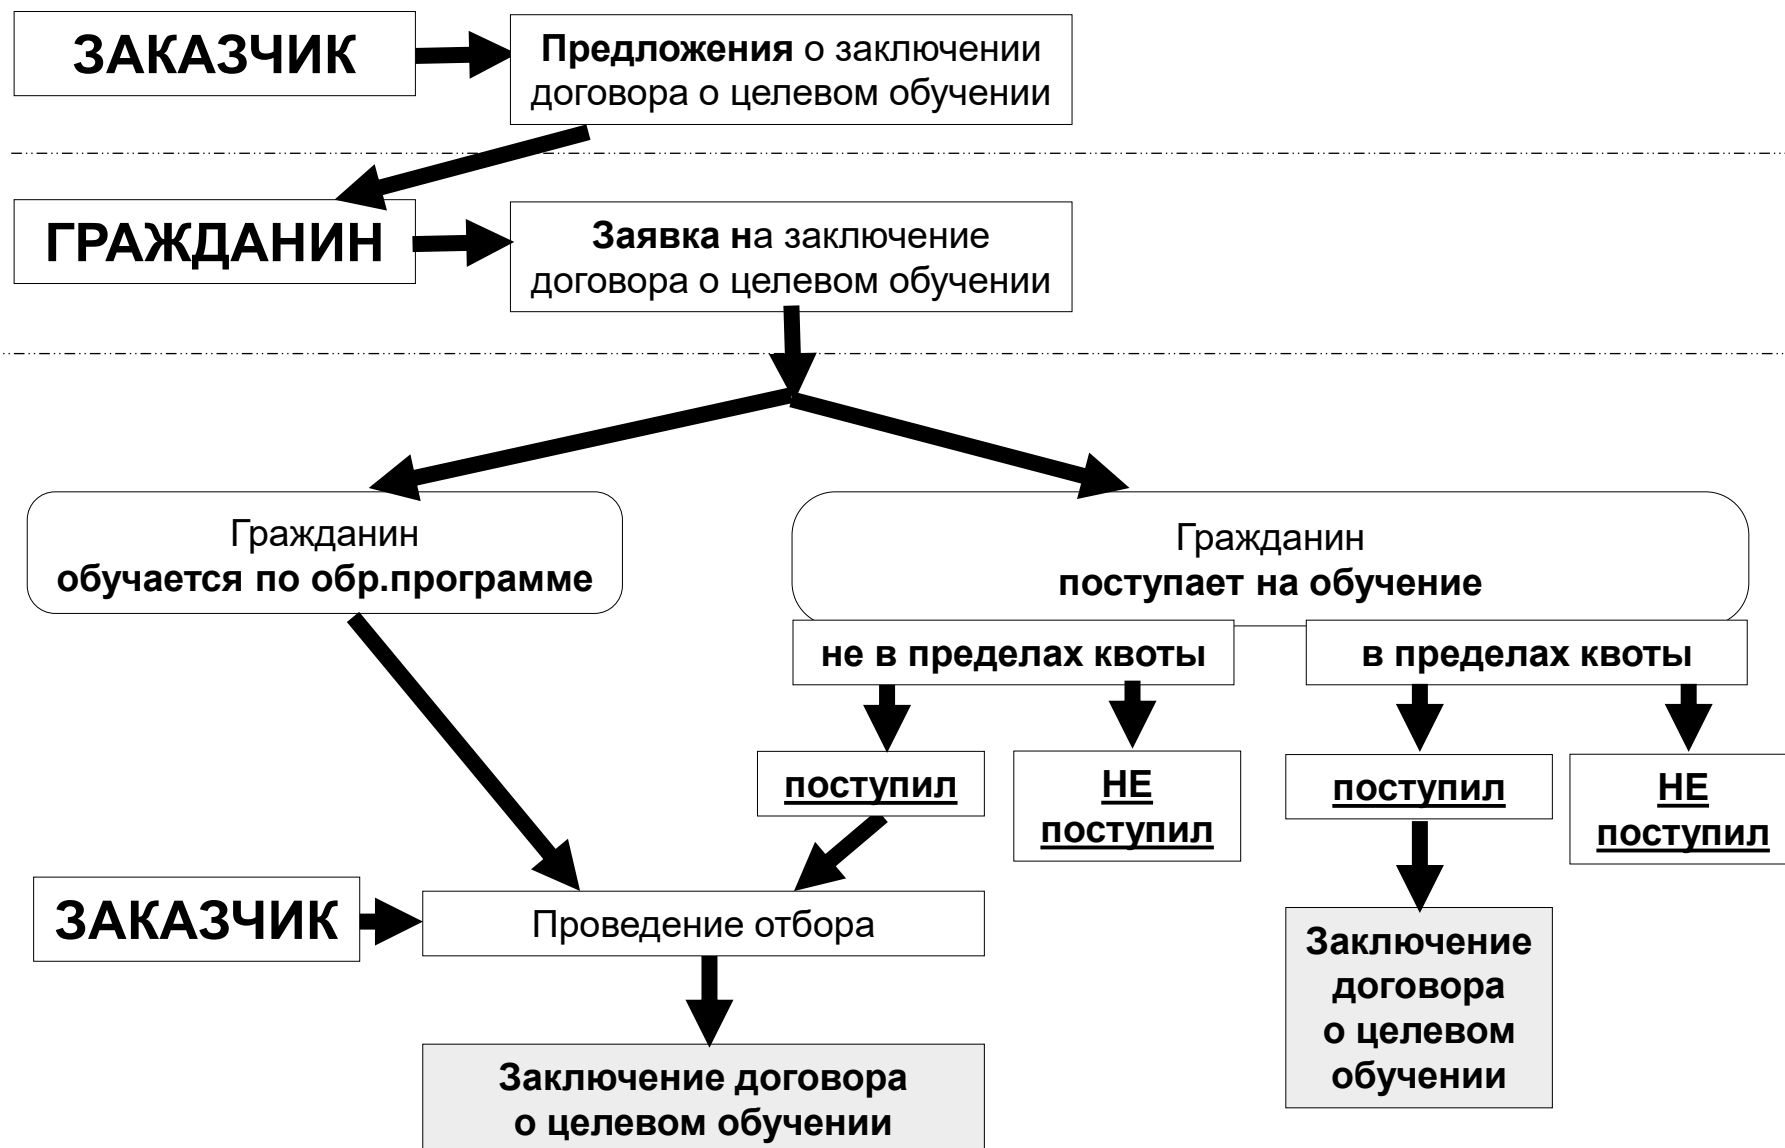 ЗАКАЗЧИК
Предложения о заключении
договора о целевом обучении
ГРАЖДАНИН
Заявка на заключение
договора о целевом обучении
Гражданин
обучается по обр.программе
Гражданин
поступает на обучение
не в пределах квоты
в пределах квоты
поступил
НЕ
поступил
поступил
НЕ
поступил
ЗАКАЗЧИК
Проведение отбора
Заключение договора
о целевом обучении
Заключение
договора
о целевом
обучении